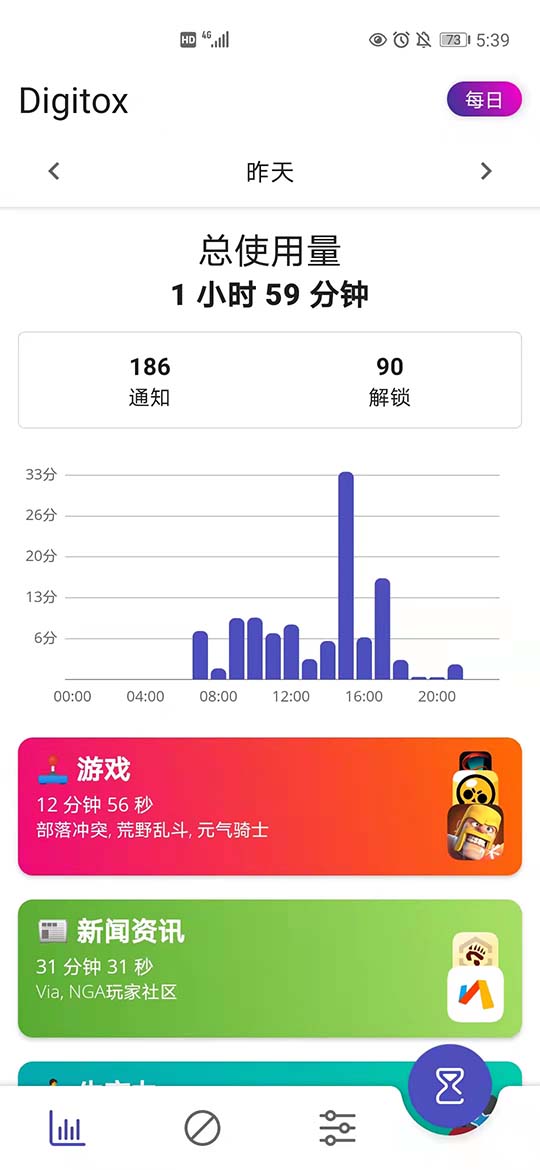 HD 4G 73 5:39
Digitox
每日
昨天
总使用量
1 小时 59 分钟
186 90
通知 解锁
33分
26分
20分
13分
6分
00:00 04:00 08:00 12:00 16:00 20:00
游戏
12 分钟 56 秒
部落冲突, 荒野乱斗, 元气骑士
新闻资讯
31 分钟 31 秒
Via, NGA玩家社区